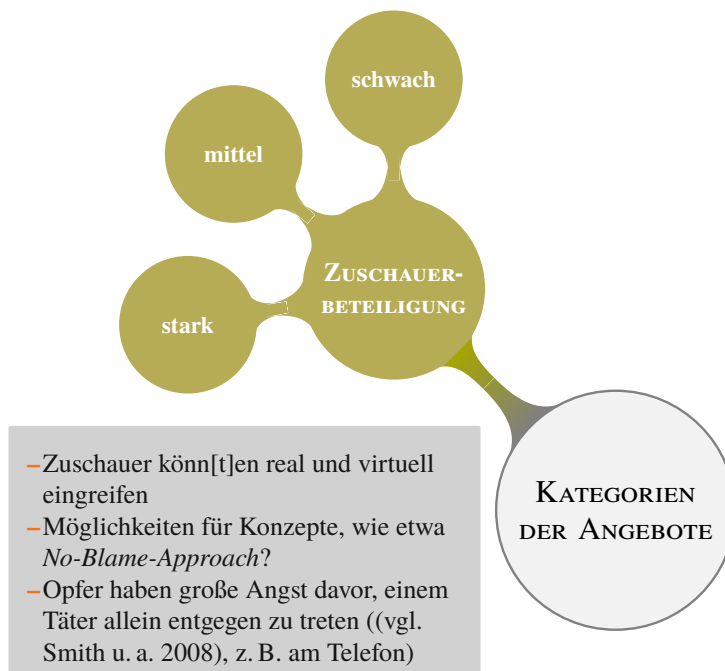 schwach
mittel
ZUSCHAUER-
BETEILIGUNG
stark
KATEGORIEN
DER ANGEBOTE
–Zuschauer könn[t]en real und virtuell
eingreifen
–Möglichkeiten für Konzepte, wie etwa
No-Blame-Approach?
–Opfer haben große Angst davor, einem
Täter allein entgegen zu treten ((vgl.
Smith u. a. 2008), z. B. am Telefon)